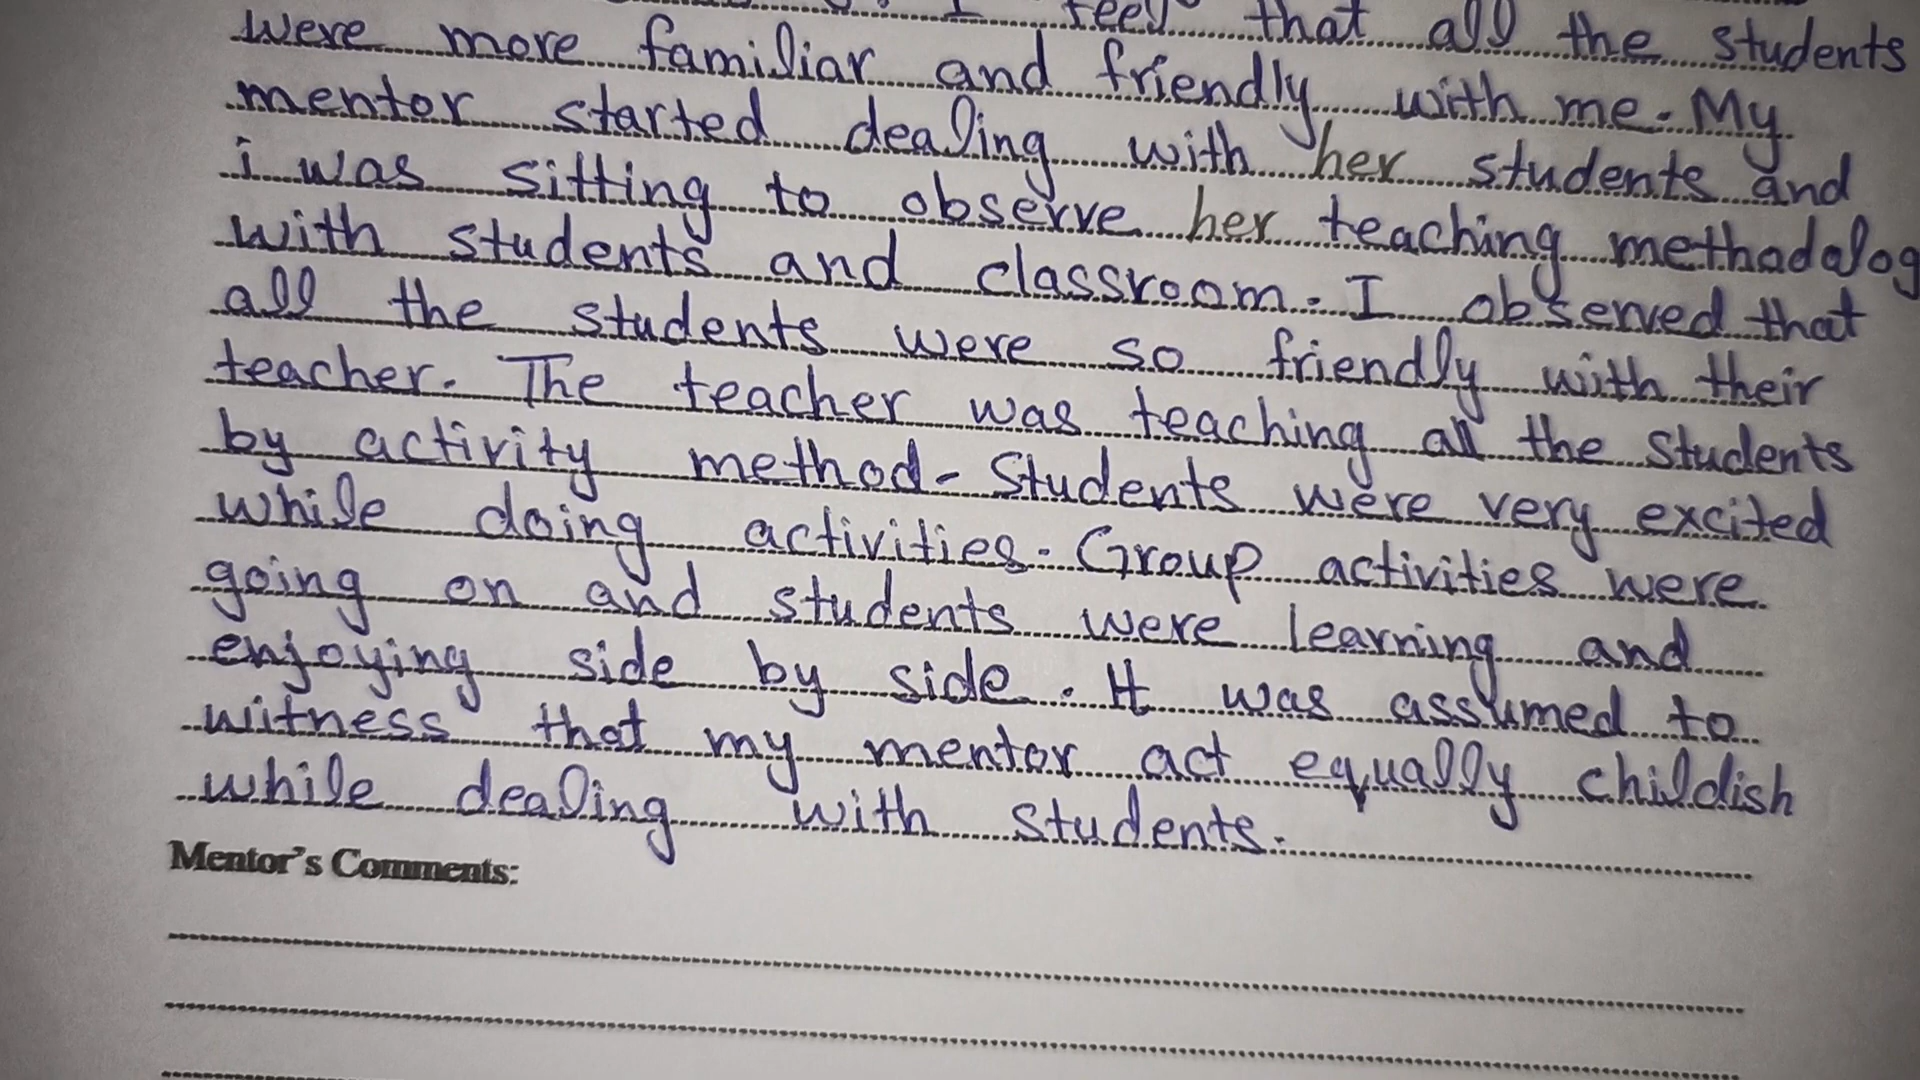 I feel that all the students
were more familiar and friendly with me. My
mentor started dealing with her students and
i was sitting to observe her teaching methodalog
with students and classroom. I observed that
all the students were so friendly with their
teacher. The teacher was teaching all the students
by activity method. Students were very excited
while doing activities. Group activities were
going on and students were learning and
enjoying side by side. It was assumed to
witness that my mentor act equally childish
while dealing with students.
Mentor's Comments: